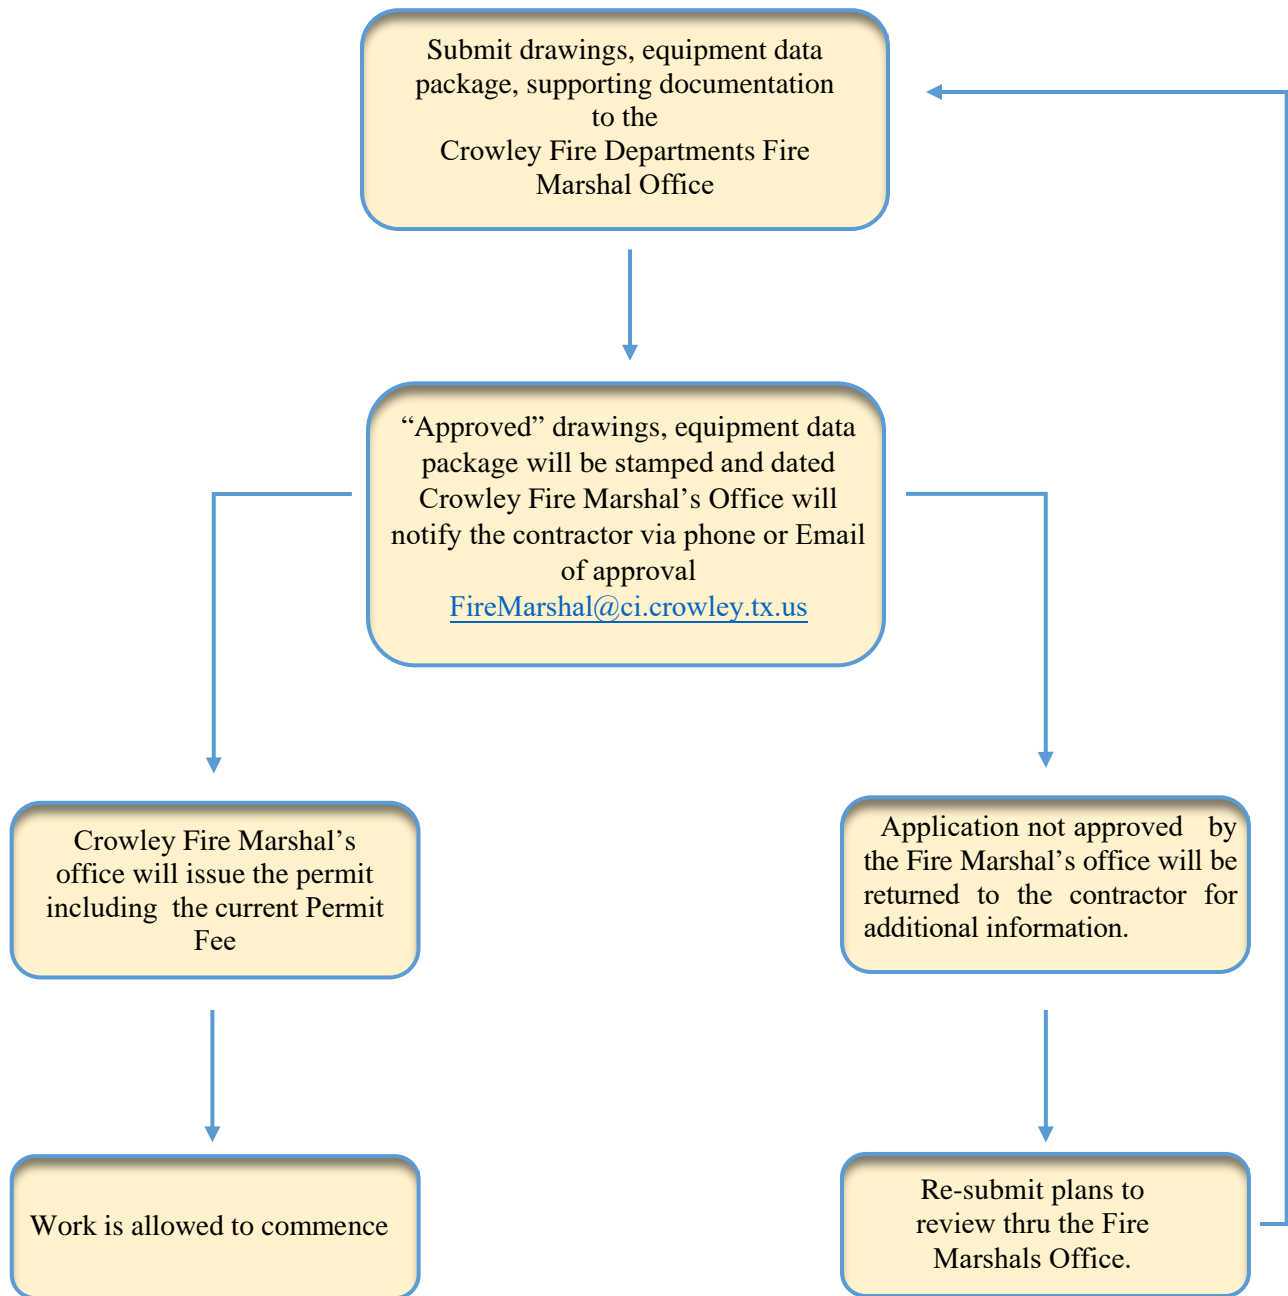 Submit drawings, equipment data
package, supporting documentation
to the
Crowley Fire Departments Fire
Marshal Office
“Approved” drawings, equipment data
package will be stamped and dated
Crowley Fire Marshal’s Office will
notify the contractor via phone or Email
of approval
FireMarshal@ci.crowley.tx.us
Crowley Fire Marshal’s
office will issue the permit
including the current Permit
Fee
Application not approved by
the Fire Marshal’s office will be
returned to the contractor for
additional information.
Work is allowed to commence
Re-submit plans to
review thru the Fire
Marshals Office.